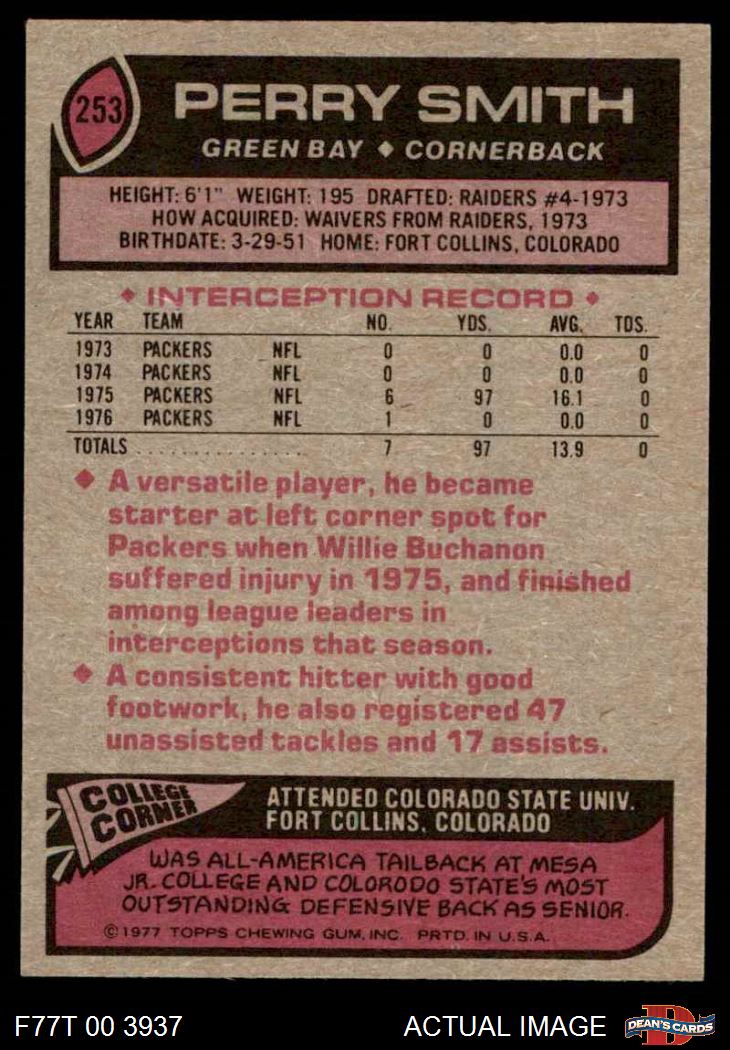 253
PERRY SMITH
GREEN BAY ♦ CORNERBACK
HEIGHT: 6'1" WEIGHT: 195 DRAFTED: RAIDERS #4-1973
HOW ACQUIRED: WAIVERS FROM RAIDERS, 1973
BIRTHDATE: 3-29-51 HOME: FORT COLLINS, COLORADO
♦ INTERCEPTION RECORD ♦
YEAR TEAM NO. YDS. AVG. TDS.
1973 PACKERS NFL 0 0 0.0 0
1974 PACKERS NFL 0 0 0.0 0
1975 PACKERS NFL 6 97 16.1 0
1976 PACKERS NFL 1 0 0.0 0
TOTALS . . . . . . . . . . . . . . . 7 97 13.9 0
♦ A versatile player, he became
starter at left corner spot for
Packers when Willie Buchanon
suffered injury in 1975, and finished
among league leaders in
interceptions that season.
♦ A consistent hitter with good
footwork, he also registered 47
unassisted tackles and 17 assists.
COLLEGE
CORNER
ATTENDED COLORADO STATE UNIV.
FORT COLLINS, COLORADO
WAS ALL-AMERICA TAILBACK AT MESA
JR. COLLEGE AND COLORODO STATE'S MOST
OUTSTANDING DEFENSIVE BACK AS SENIOR.
©1977 TOPPS CHEWING GUM, INC. PRTD. IN U.S.A.
F77T 00 3937
ACTUAL IMAGE
D
DEAN'S CARDS